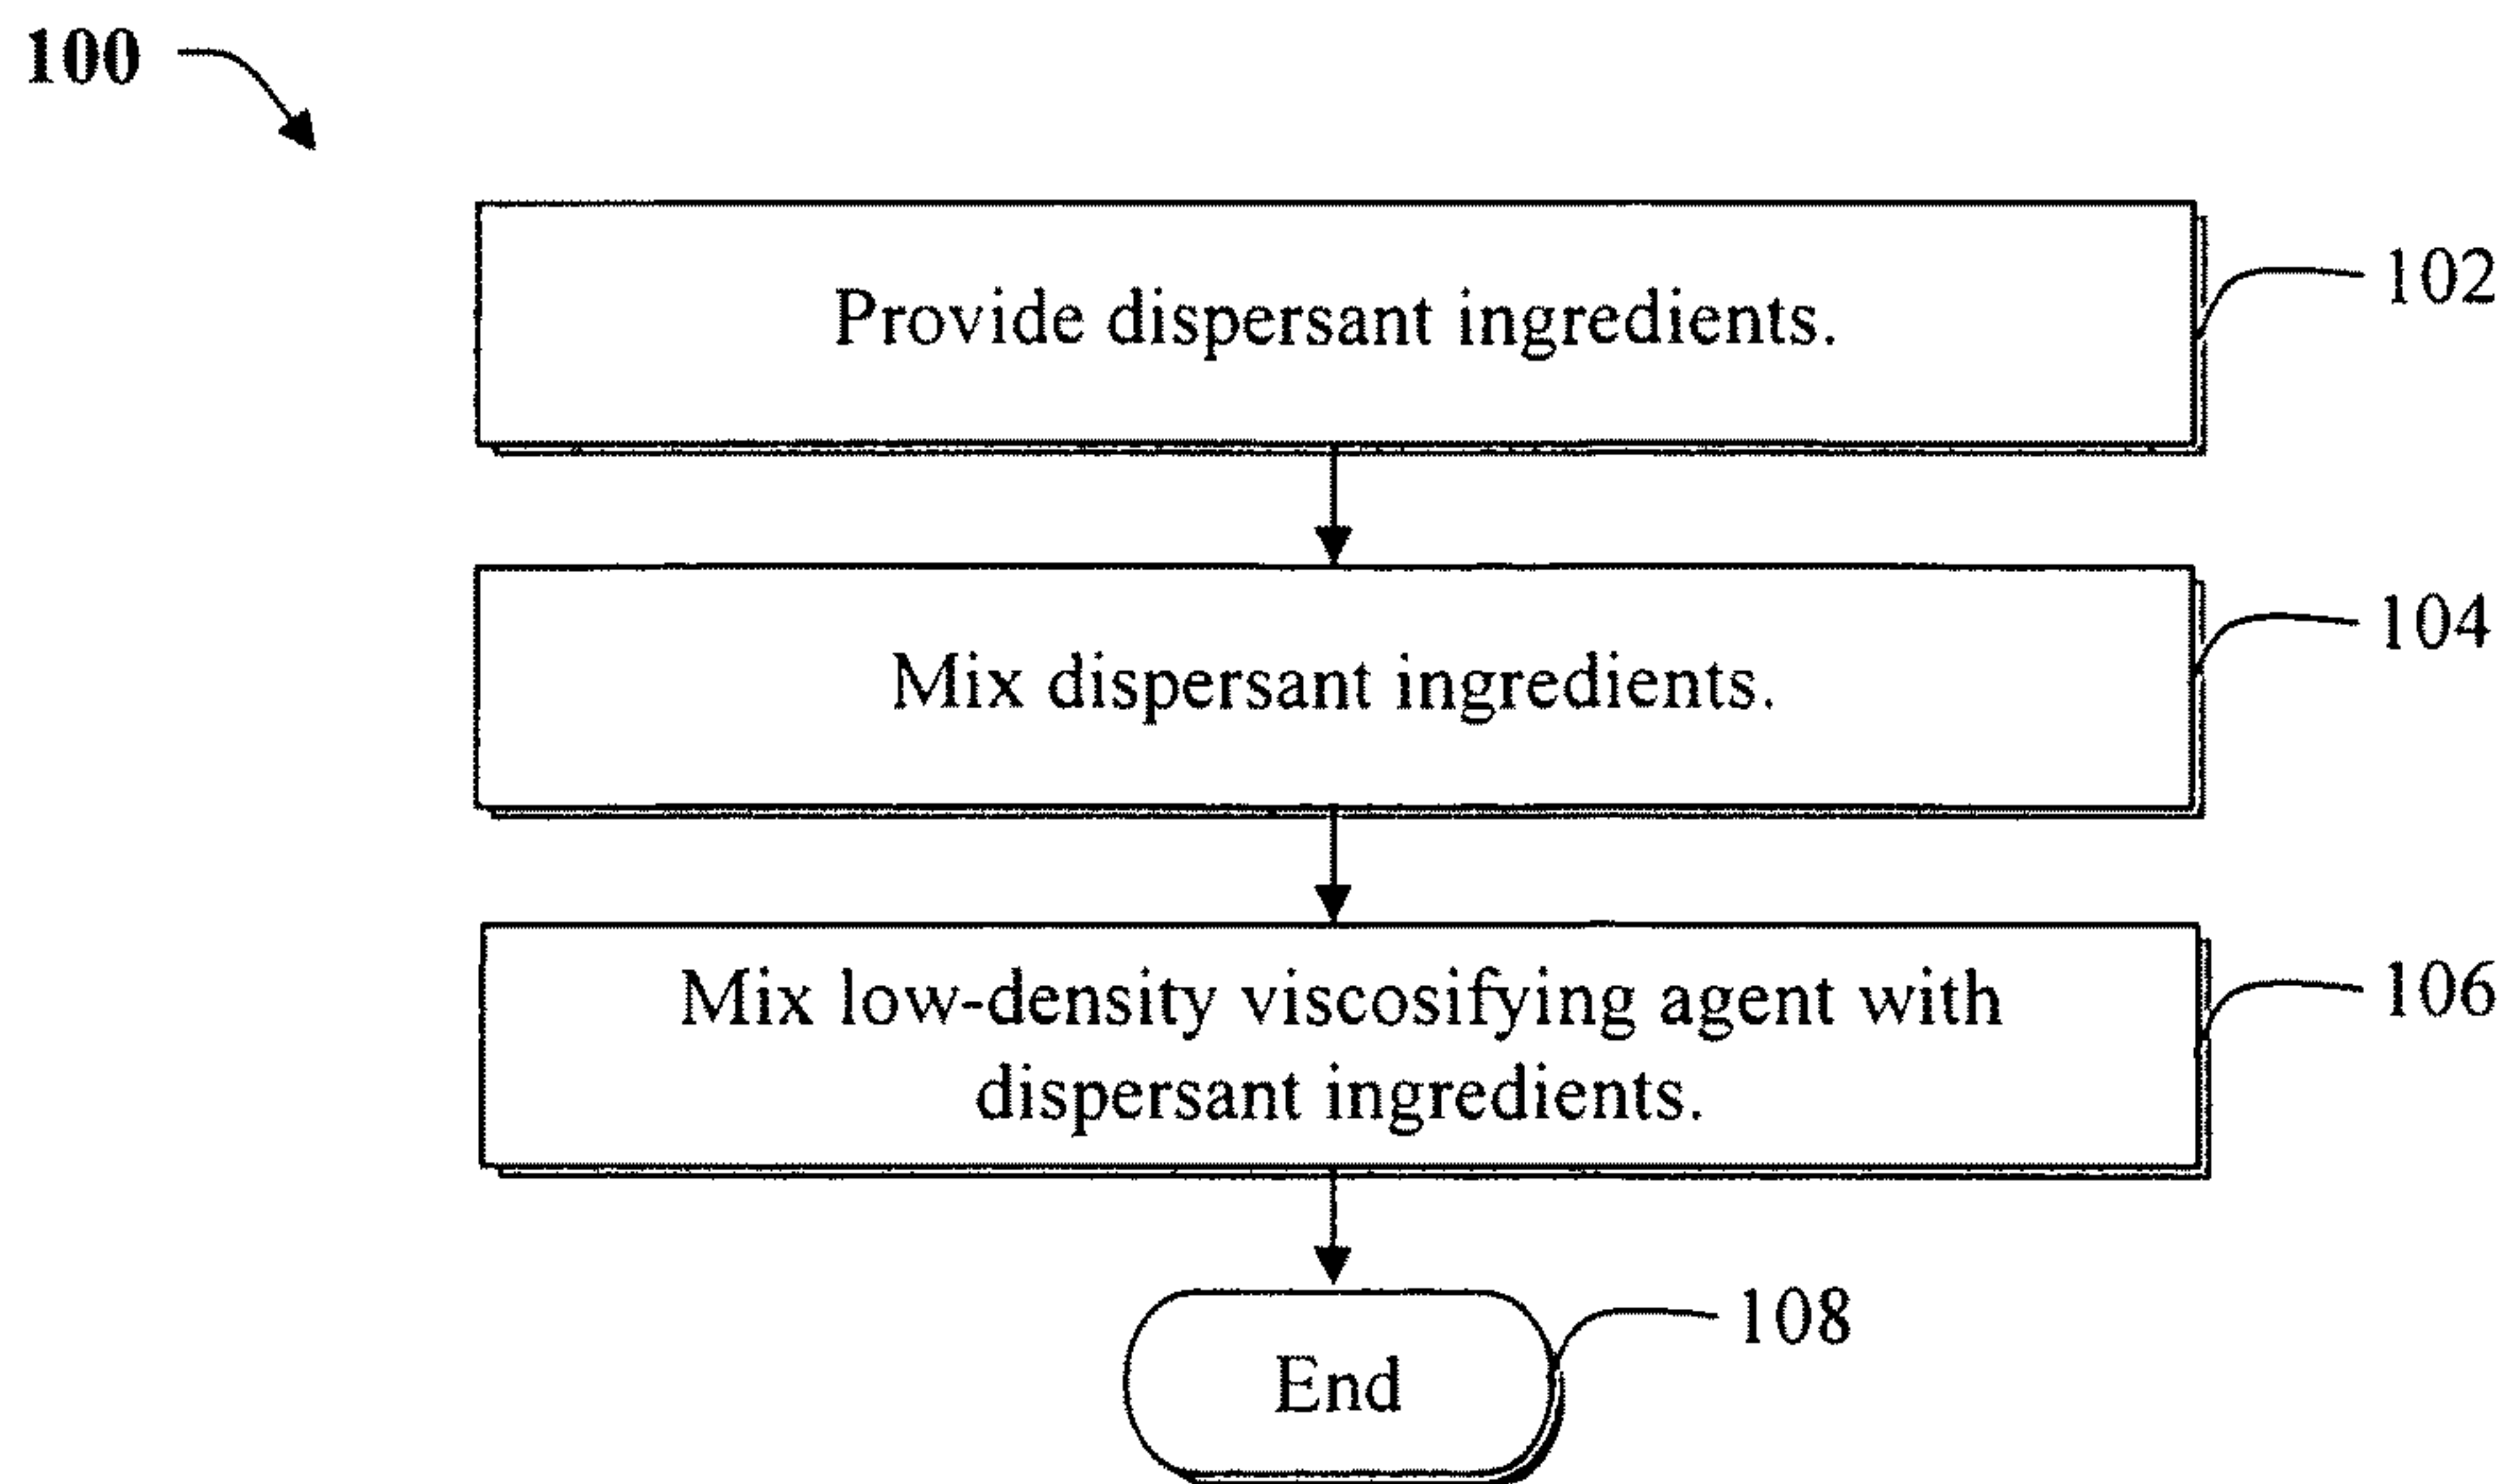 100
Provide dispersant ingredients.
102
Mix dispersant ingredients.
104
Mix low-density viscosifying agent with
dispersant ingredients.
106
End
108